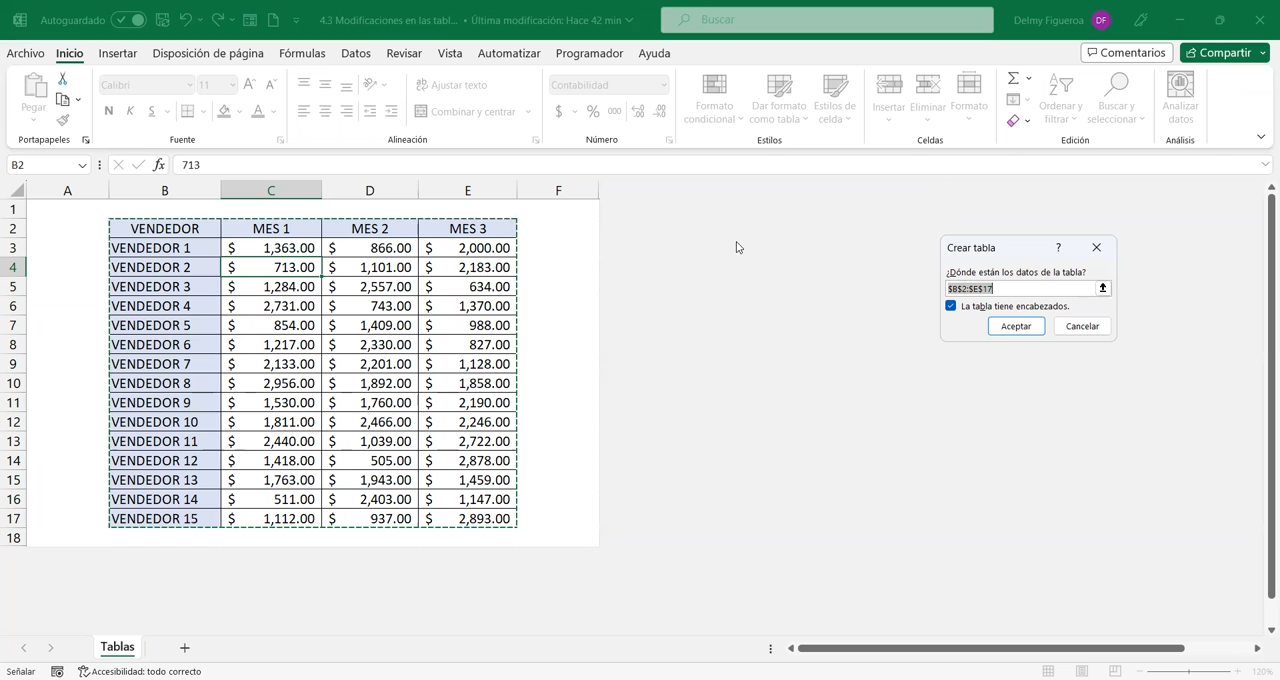 Autoguardado
4.3 Modificaciones en las tabl... • Última modificación: Hace 42 min
Buscar
Delmy Figueroa DF
Archivo Inicio Insertar Disposición de página Fórmulas Datos Revisar Vista Automatizar Programador Ayuda
Comentarios Compartir
Pegar
Portapapeles
Calibri 11
N K S
Fuente
Ajustar texto
Combinar y centrar
Alineación
Contabilidad
$ % 000
Número
Formato condicional
Dar formato como tabla
Estilos de celda
Estilos
Insertar Eliminar Formato
Celdas
Ordenar y filtrar
Buscar y seleccionar
Edición
Analizar datos
Análisis
B2 fx 713
A B C D E F
1
2 VENDEDOR MES 1 MES 2 MES 3
3 VENDEDOR 1 $ 1,363.00 $ 866.00 $ 2,000.00
4 VENDEDOR 2 $ 713.00 $ 1,101.00 $ 2,183.00
5 VENDEDOR 3 $ 1,284.00 $ 2,557.00 $ 634.00
6 VENDEDOR 4 $ 2,731.00 $ 743.00 $ 1,370.00
7 VENDEDOR 5 $ 854.00 $ 1,409.00 $ 988.00
8 VENDEDOR 6 $ 1,217.00 $ 2,330.00 $ 827.00
9 VENDEDOR 7 $ 2,133.00 $ 2,201.00 $ 1,128.00
10 VENDEDOR 8 $ 2,956.00 $ 1,892.00 $ 1,858.00
11 VENDEDOR 9 $ 1,530.00 $ 1,760.00 $ 2,190.00
12 VENDEDOR 10 $ 1,811.00 $ 2,466.00 $ 2,246.00
13 VENDEDOR 11 $ 2,440.00 $ 1,039.00 $ 2,722.00
14 VENDEDOR 12 $ 1,418.00 $ 505.00 $ 2,878.00
15 VENDEDOR 13 $ 1,763.00 $ 1,943.00 $ 1,459.00
16 VENDEDOR 14 $ 511.00 $ 2,403.00 $ 1,147.00
17 VENDEDOR 15 $ 1,112.00 $ 937.00 $ 2,893.00
18
Crear tabla ?
¿Dónde están los datos de la tabla?
$B$2:$E$17
La tabla tiene encabezados.
Aceptar Cancelar
Tablas
Señalar Accesibilidad: todo correcto
120%